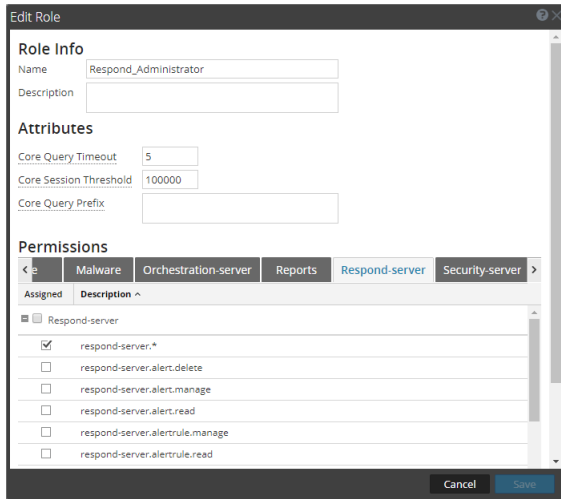 Edit Role
Role Info
Name Respond_Administrator
Description
Attributes
Core Query Timeout 5
Core Session Threshold 100000
Core Query Prefix
Permissions
e Malware Orchestration-server Reports Respond-server Security-server
Assigned Description
Respond-server
respond-server.*
respond-server.alert.delete
respond-server.alert.manage
respond-server.alert.read
respond-server.alertrule.manage
respond-server.alertrule.read
Cancel Save